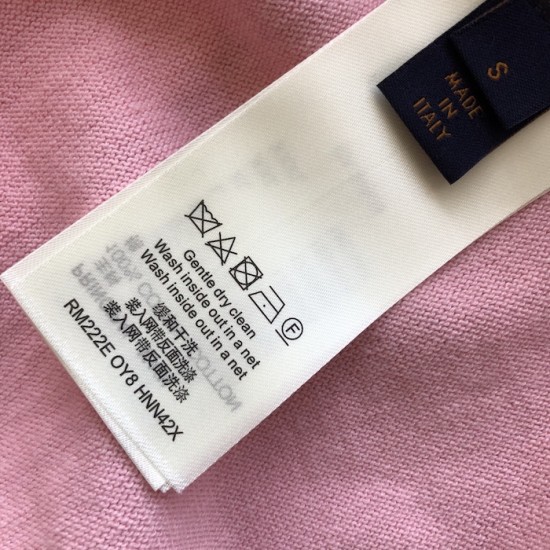 S
MADE
IN
ITALY
F
Gentle dry clean
Wash inside out in a net
Wash inside out in a net
缓和干洗
装入网带反面洗涤
装入网带反面洗涤
RM222E OY8 HNN42X